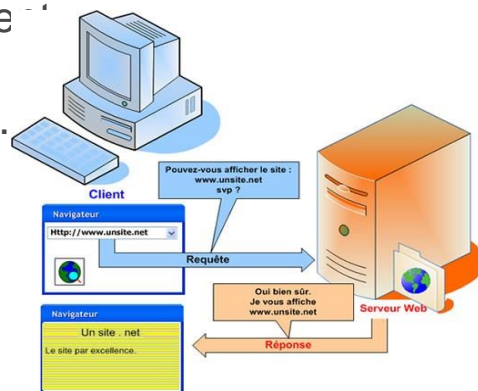 Pouvez-vous afficher le site :
www.unsite.net
svp ?
Client
Navigateur
Http://www.unsite.net
Requête
Oui bien sûr.
Je vous affiche
www.unsite.net
Serveur Web
Navigateur
Un site . net
Le site par excellence.
Réponse